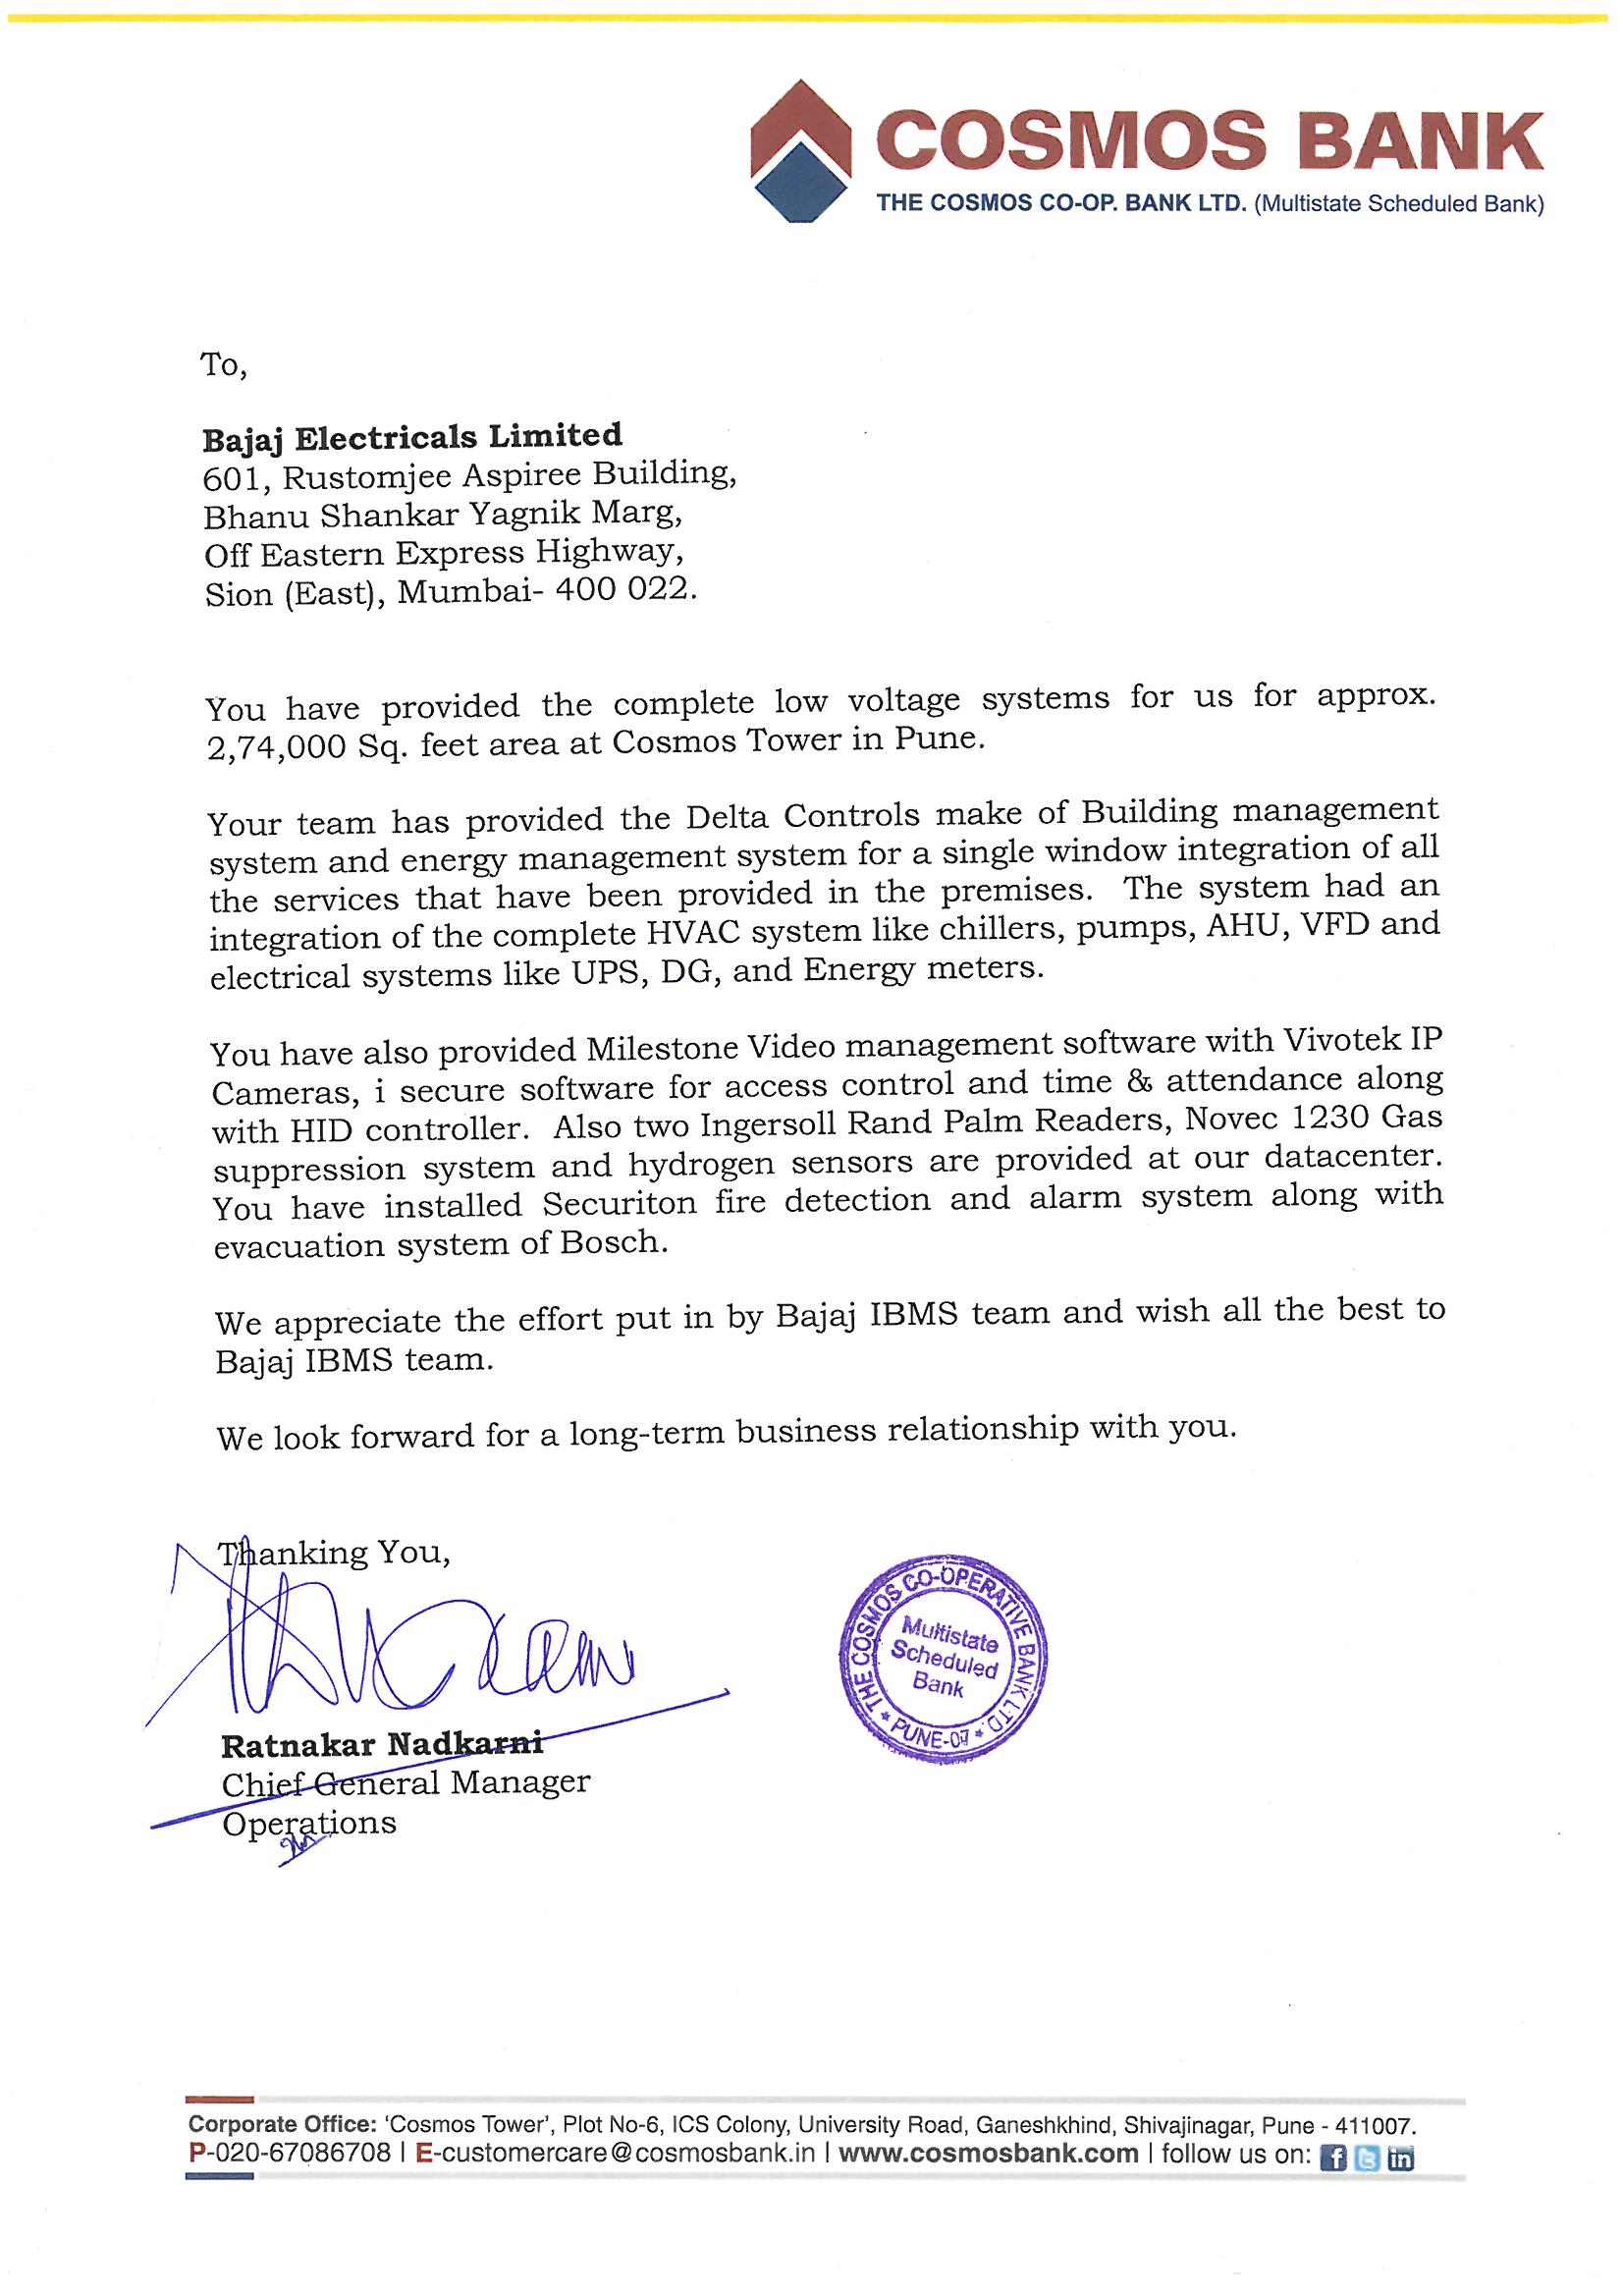 COSMOS BANK
THE COSMOS CO-OP. BANK LTD. (Multistate Scheduled Bank)
To,
Bajaj Electricals Limited
601, Rustomjee Aspiree Building,
Bhanu Shankar Yagnik Marg,
Off Eastern Express Highway,
Sion (East), Mumbai- 400 022.
You have provided the complete low voltage systems for us for approx.
2,74,000 Sq. feet area at Cosmos Tower in Pune.
Your team has provided the Delta Controls make of Building management
system and energy management system for a single window integration of all
the services that have been provided in the premises. The system had an
integration of the complete HVAC system like chillers, pumps, AHU, VFD and
electrical systems like UPS, DG, and Energy meters.
You have also provided Milestone Video management software with Vivotek IP
Cameras, i secure software for access control and time & attendance along
with HID controller. Also two Ingersoll Rand Palm Readers, Novec 1230 Gas
suppression system and hydrogen sensors are provided at our datacenter.
You have installed Securiton fire detection and alarm system along with
evacuation system of Bosch.
We appreciate the effort put in by Bajaj IBMS team and wish all the best to
Bajaj IBMS team.
We look forward for a long-term business relationship with you.
Thanking You,
THE COSMOS CO-OPERATIVE BANK LTD.
Multistate
Scheduled
Bank
* PUNE-07 *
Ratnakar Nadkarni
Chief General Manager
Operations
Corporate Office: 'Cosmos Tower', Plot No-6, ICS Colony, University Road, Ganeshkhind, Shivajinagar, Pune - 411007.
P-020-67086708 | E-customercare@cosmosbank.in | www.cosmosbank.com | follow us on: f t in